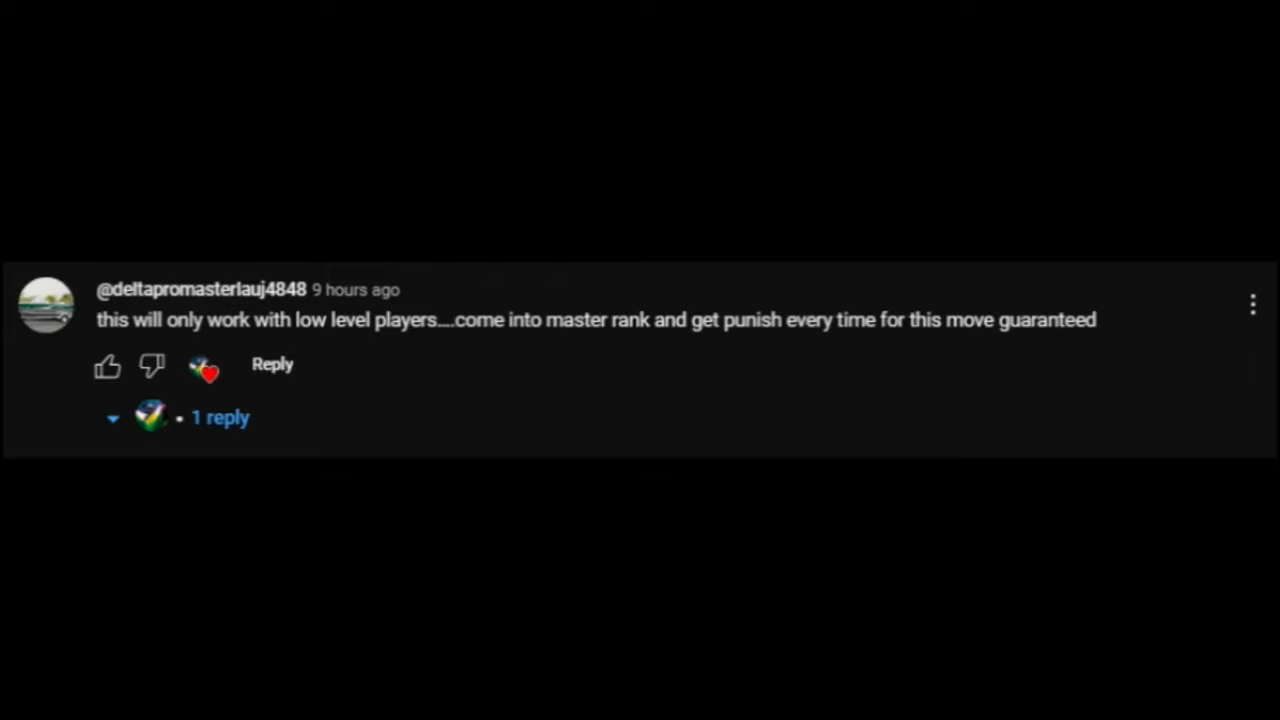 @deltapromasterlauj4848 9 hours ago
this will only work with low level players....come into master rank and get punish every time for this move guaranteed
Reply
1 reply